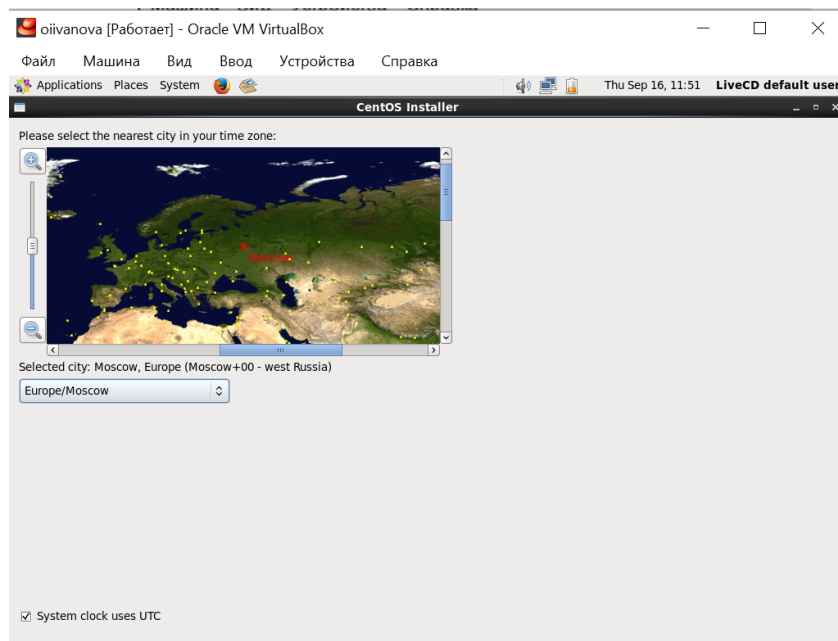 oiivanova [Работает] - Oracle VM VirtualBox
Файл Машина Вид Ввод Устройства Справка
Applications Places System Thu Sep 16, 11:51 LiveCD default user
CentOS Installer
Please select the nearest city in your time zone:
Moscow
Selected city: Moscow, Europe (Moscow+00 - west Russia)
Europe/Moscow
System clock uses UTC